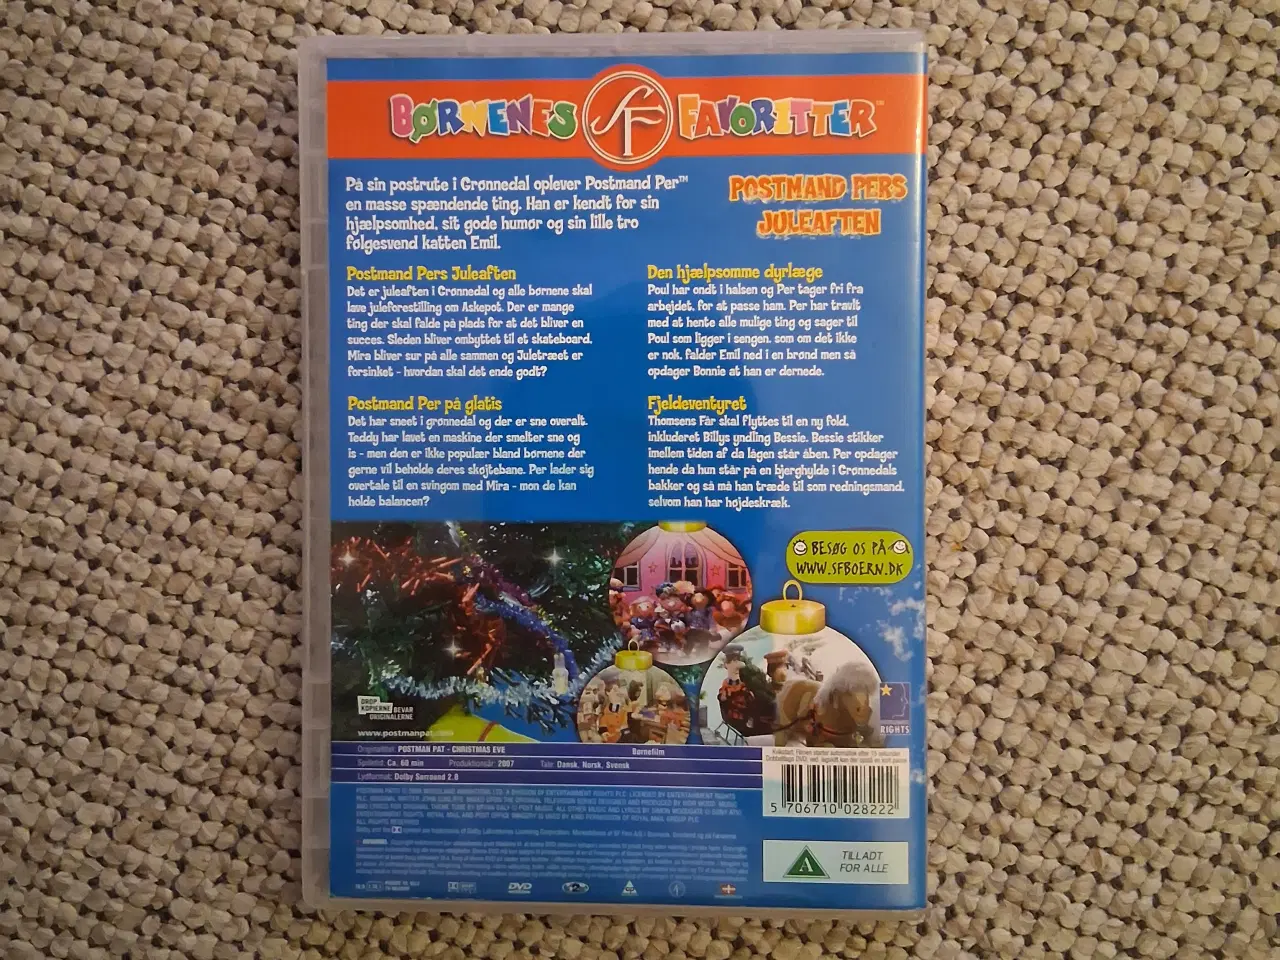 BØRNENES SF FAVORITTER™
På sin postrute i Grønnedal oplever Postmand Per™
en masse spændende ting. Han er kendt for sin
hjælpsomhed, sit gode humør og sin lille tro
følgesvend katten Emil.
POSTMAND PERS
JULEAFTEN
Postmand Pers Juleaften
Det er juleaften i Grønnedal og alle børnene skal
lave juleforestilling om Askepot. Der er mange
ting der skal falde på plads for at det bliver en
succes. Sleden bliver ombyttet til et skateboard,
Mira bliver sur på alle sammen og Juletræet er
forsinket - hvordan skal det ende godt?
Den hjælpsomme dyrlæge
Poul har ondt i halsen og Per tager fri fra
arbejdet, for at passe ham. Per har travlt
med at hente alle mulige ting og sager til
Poul som ligger i sengen, som om det ikke
er nok, falder Emil ned i en brønd men så
opdager Bonnie at han er dernede.
Postmand Per på glatis
Det har sneet i grønnedal og der er sne overalt.
Teddy har lavet en maskine der smelter sne og
is - men den er ikke populær bland børnene der
gerne vil beholde deres skøjtebane. Per lader sig
overtale til en svingom med Mira - mon de kan
holde balancen?
Fjeldeventyret
Thomsens Får skal flyttes til en ny fold,
inkluderet Billys yndling Bessie. Bessie stikker
imellem tiden af da lågen står åben. Per opdager
hende da hun står på en bjerghylde i Grønnedals
bakker og så må han træde til som redningsmand,
selvom han har højdeskræk.
BESØG OS PÅ
WWW.SFBOERN.DK
DROP
KOPIERNE BEVAR
ORIGINALERNE
www.postmanpat.com
RIGHTS
Originaltitel: POSTMAN PAT - CHRISTMAS EVE Børnefilm
Spilletid: Ca. 60 min Produktionsår: 2007 Tale: Dansk, Norsk, Svensk
Lydformat: Dolby Surround 2.0
5 706710 028222
A TILLADT
FOR ALLE
DVD
2